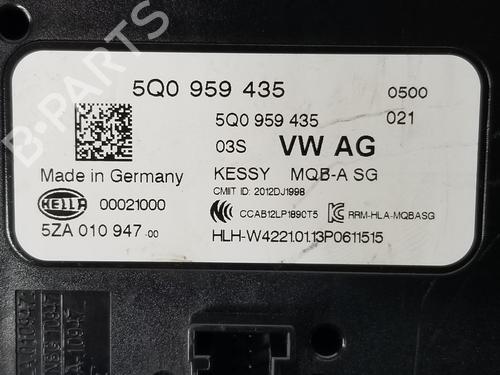 5Q0 959 435
0500
5Q0 959 435
021
03S
VW AG
KESSY MQB-A SG
Made in Germany
CMIIT ID: 2012DJ1998
HELLA
00021000
CCAB12LP1890T5
RRM-HLA-MQBASG
5ZA 010 947.00
HLH-W4221.01.13P0611515
B-PARTS